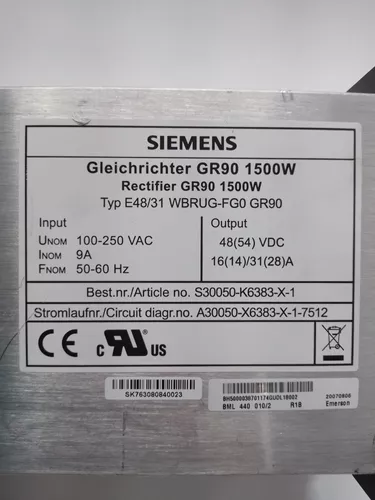 SIEMENS
Gleichrichter GR90 1500W
Rectifier GR90 1500W
Typ E48/31 WBRUG-FG0 GR90
Input Output
UNOM 100-250 VAC 48(54) VDC
INOM 9A 16(14)/31(28)A
FNOM 50-60 Hz
Best.nr./Article no. S30050-K6383-X-1
Stromlaufnr./Circuit diagr.no. A30050-X6383-X-1-7512
CE c RU US
SK763080840023
20070806
BML 440 010/2 R1B Emerson